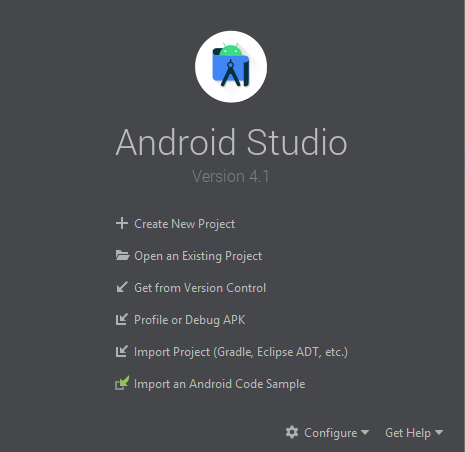 Android Studio
Version 4.1
Create New Project
Open an Existing Project
Get from Version Control
Profile or Debug APK
Import Project (Gradle, Eclipse ADT, etc.)
Import an Android Code Sample
Configure Get Help